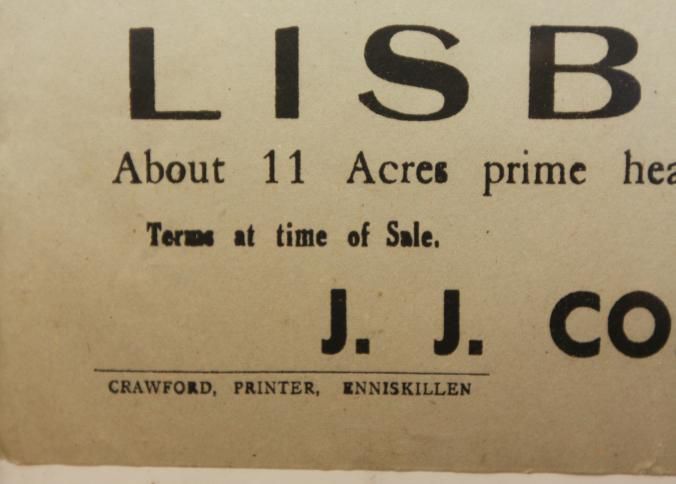 LISB
About 11 Acres prime hea
Terms at time of Sale.
J. J. CO
CRAWFORD, PRINTER, ENNISKILLEN